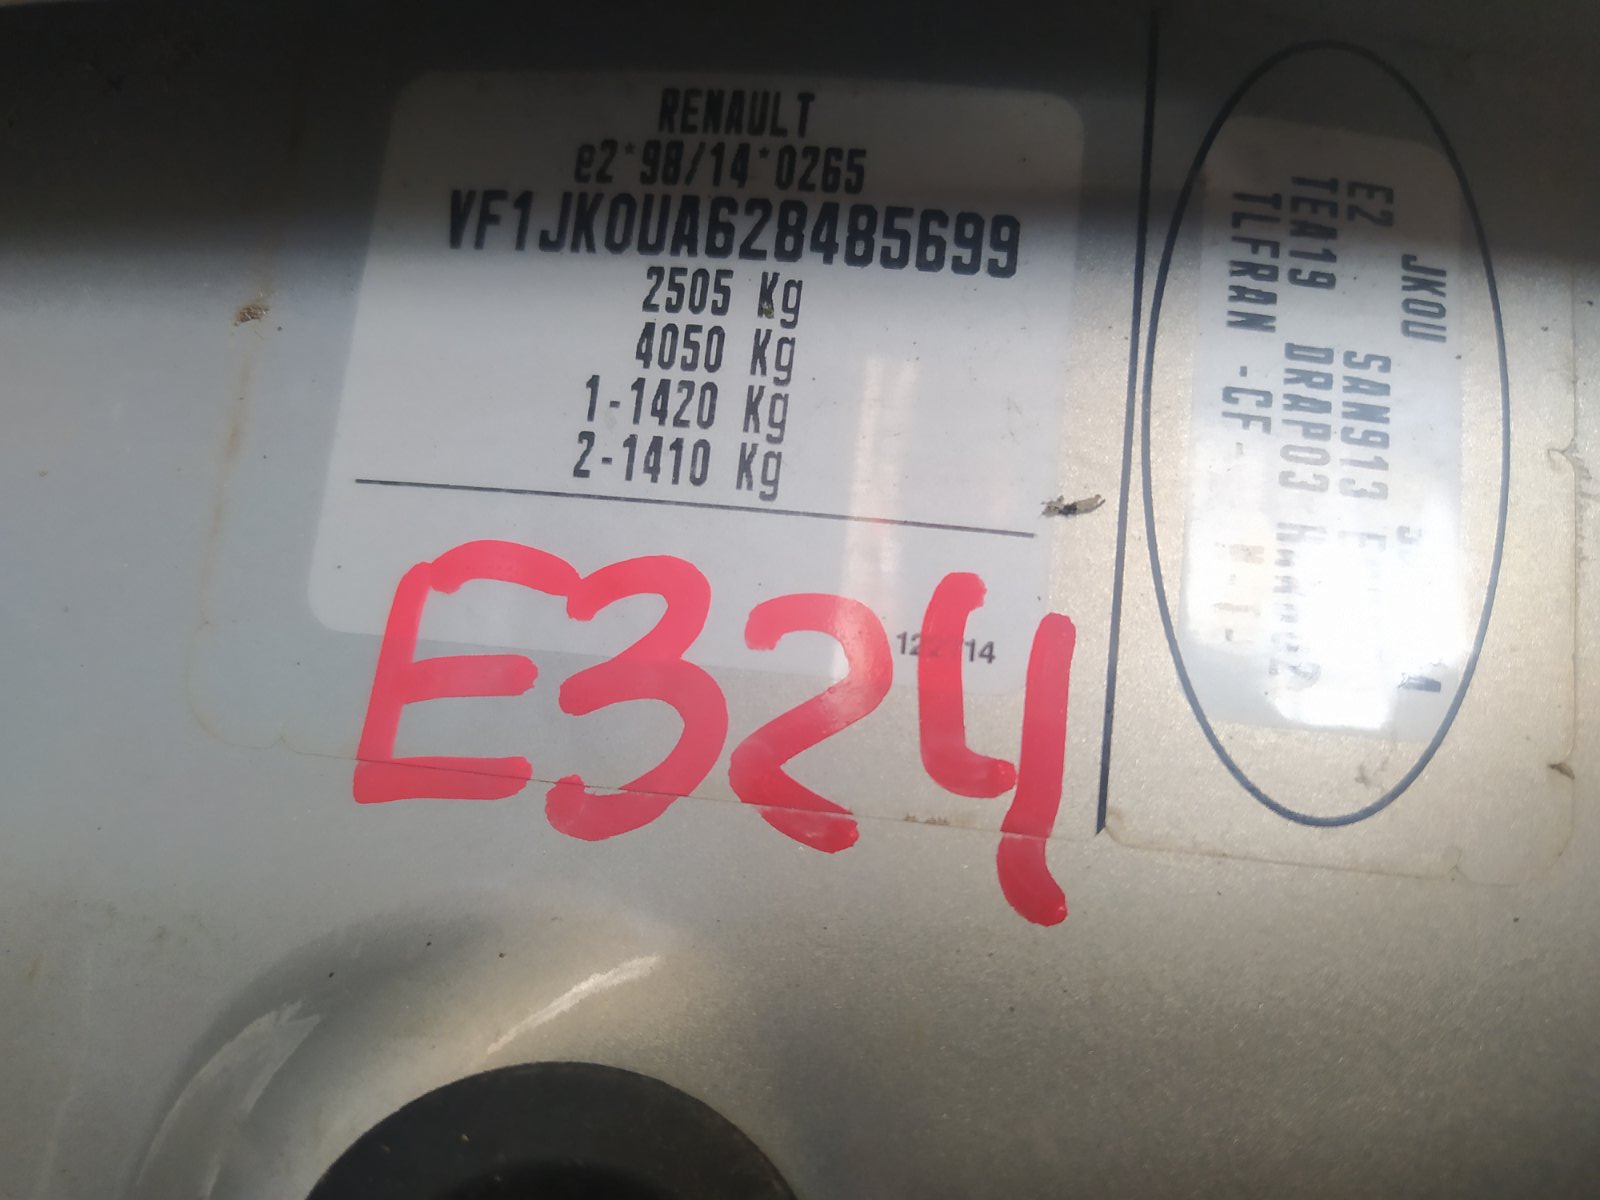 RENAULT
e2*98/14*0265
VF1JK0UA628485699
2505 Kg
4050 Kg
1-1420 Kg
2-1410 Kg
E324
JK0U
E2 SAN913
TEA19 DRAP03
TLFRAN -CF-